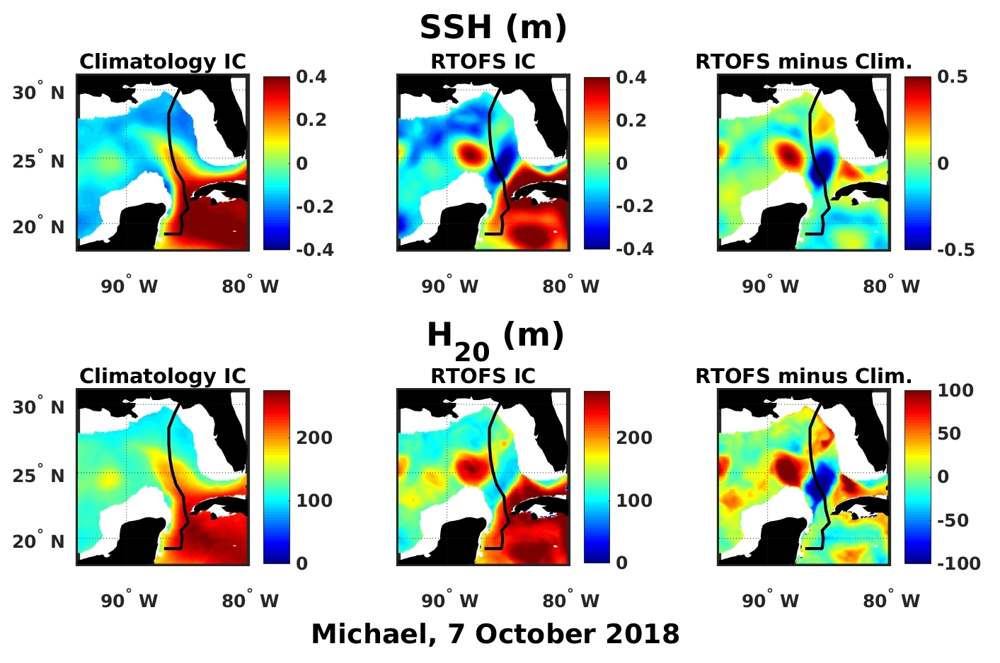 SSH (m)
Climatology IC RTOFS IC RTOFS minus Clim.
30° N 0.4 0.4 0.5
0.2 0.2
25° N 0 0 0
-0.2 -0.2
20° N -0.4 -0.4 -0.5
90° W 80° W 90° W 80° W 90° W 80° W
H20 (m)
Climatology IC RTOFS IC RTOFS minus Clim.
30° N 100
200 200 50
25° N 0
100 100 -50
20° N 0 0 -100
90° W 80° W 90° W 80° W 90° W 80° W
Michael, 7 October 2018